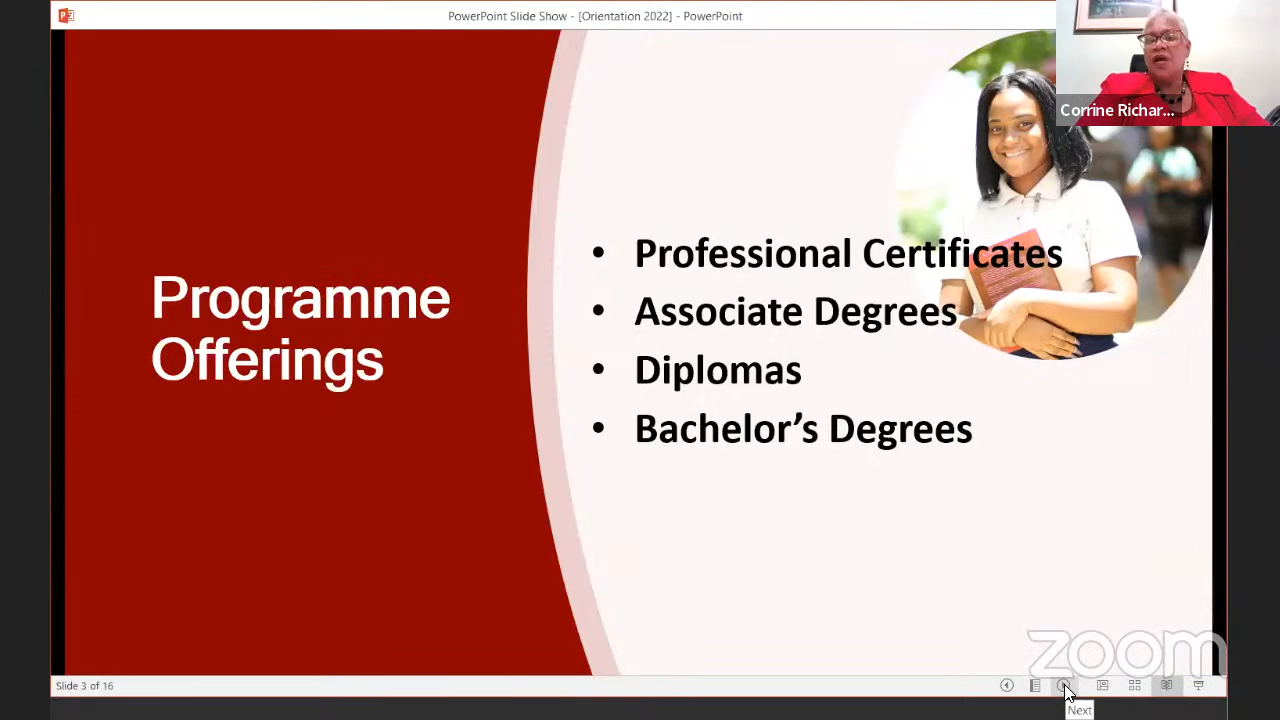 PowerPoint Slide Show - [Orientation 2022] - PowerPoint
Corrine Richar...
Programme
Offerings
• Professional Certificates
• Associate Degrees
• Diplomas
• Bachelor’s Degrees
zoom
Slide 3 of 16
Next